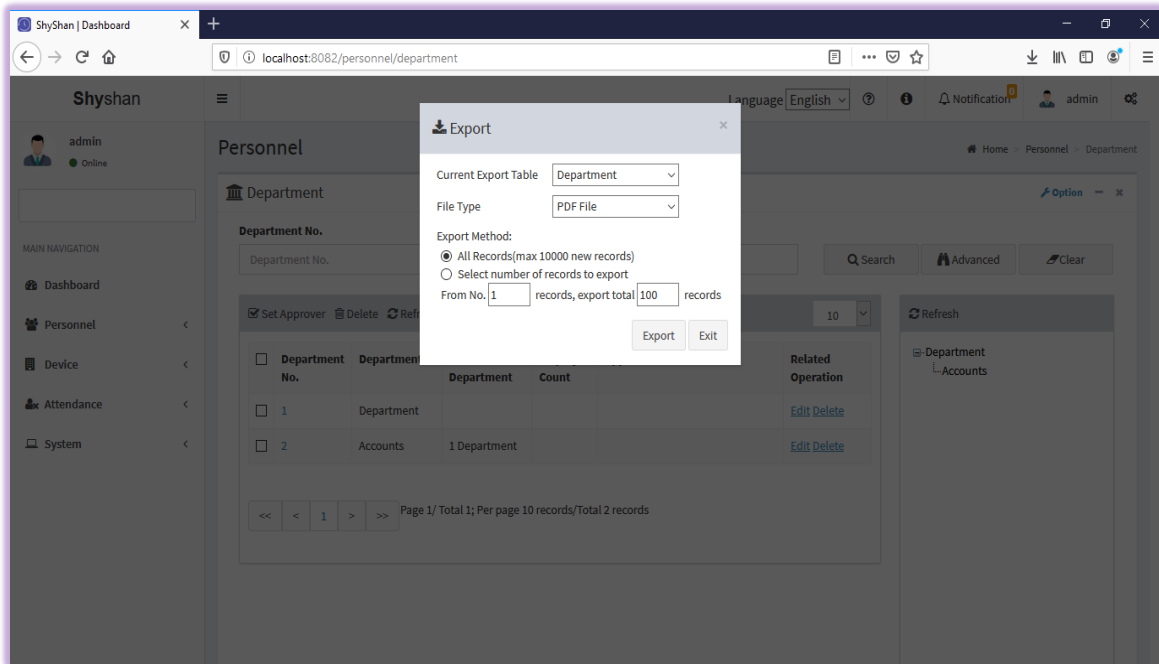 ShyShan | Dashboard
localhost:8082/personnel/department
Shyshan
Language English
Notification 0
admin
admin
Online
Personnel
Home > Personnel > Department
Department
Option
MAIN NAVIGATION
Dashboard
Personnel
Device
Attendance
System
Department No.
Department No.
Search
Advanced
Clear
Set Approver Delete
10
Refresh
Department
Accounts
Department No.
Department
Department
Count
Related Operation
1 Department Edit Delete
2 Accounts 1 Department Edit Delete
<< < 1 > >> Page 1/ Total 1; Per page 10 records/Total 2 records
Export
Current Export Table Department
File Type PDF File
Export Method:
All Records(max 10000 new records)
Select number of records to export
From No. 1 records, export total 100 records
Export Exit